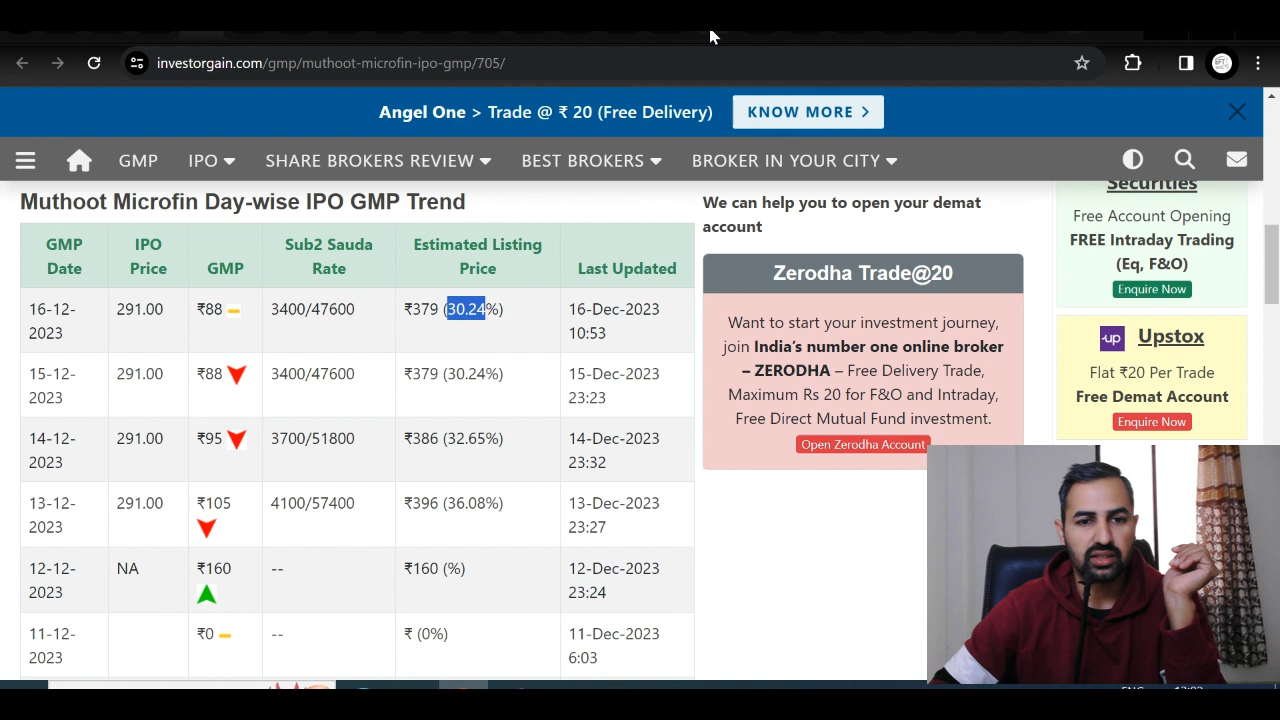 investorgain.com/gmp/muthoot-microfin-ipo-gmp/705/
Angel One > Trade @ ₹ 20 (Free Delivery) KNOW MORE >
GMP IPO SHARE BROKERS REVIEW BEST BROKERS BROKER IN YOUR CITY
Muthoot Microfin Day-wise IPO GMP Trend
GMP Date IPO Price GMP Sub2 Sauda Rate Estimated Listing Price Last Updated
16-12-2023 291.00 ₹88 3400/47600 ₹379 (30.24%) 16-Dec-2023 10:53
15-12-2023 291.00 ₹88 3400/47600 ₹379 (30.24%) 15-Dec-2023 23:23
14-12-2023 291.00 ₹95 3700/51800 ₹386 (32.65%) 14-Dec-2023 23:32
13-12-2023 291.00 ₹105 4100/57400 ₹396 (36.08%) 13-Dec-2023 23:27
12-12-2023 NA ₹160 -- ₹160 (%) 12-Dec-2023 23:24
11-12-2023 ₹0 -- ₹ (0%) 11-Dec-2023 6:03
We can help you to open your demat
account
Zerodha Trade@20
Want to start your investment journey,
join India's number one online broker
– ZERODHA – Free Delivery Trade,
Maximum Rs 20 for F&O and Intraday,
Free Direct Mutual Fund investment.
Open Zerodha Account
Securities
Free Account Opening
FREE Intraday Trading
(Eq, F&O)
Enquire Now
up Upstox
Flat ₹20 Per Trade
Free Demat Account
Enquire Now